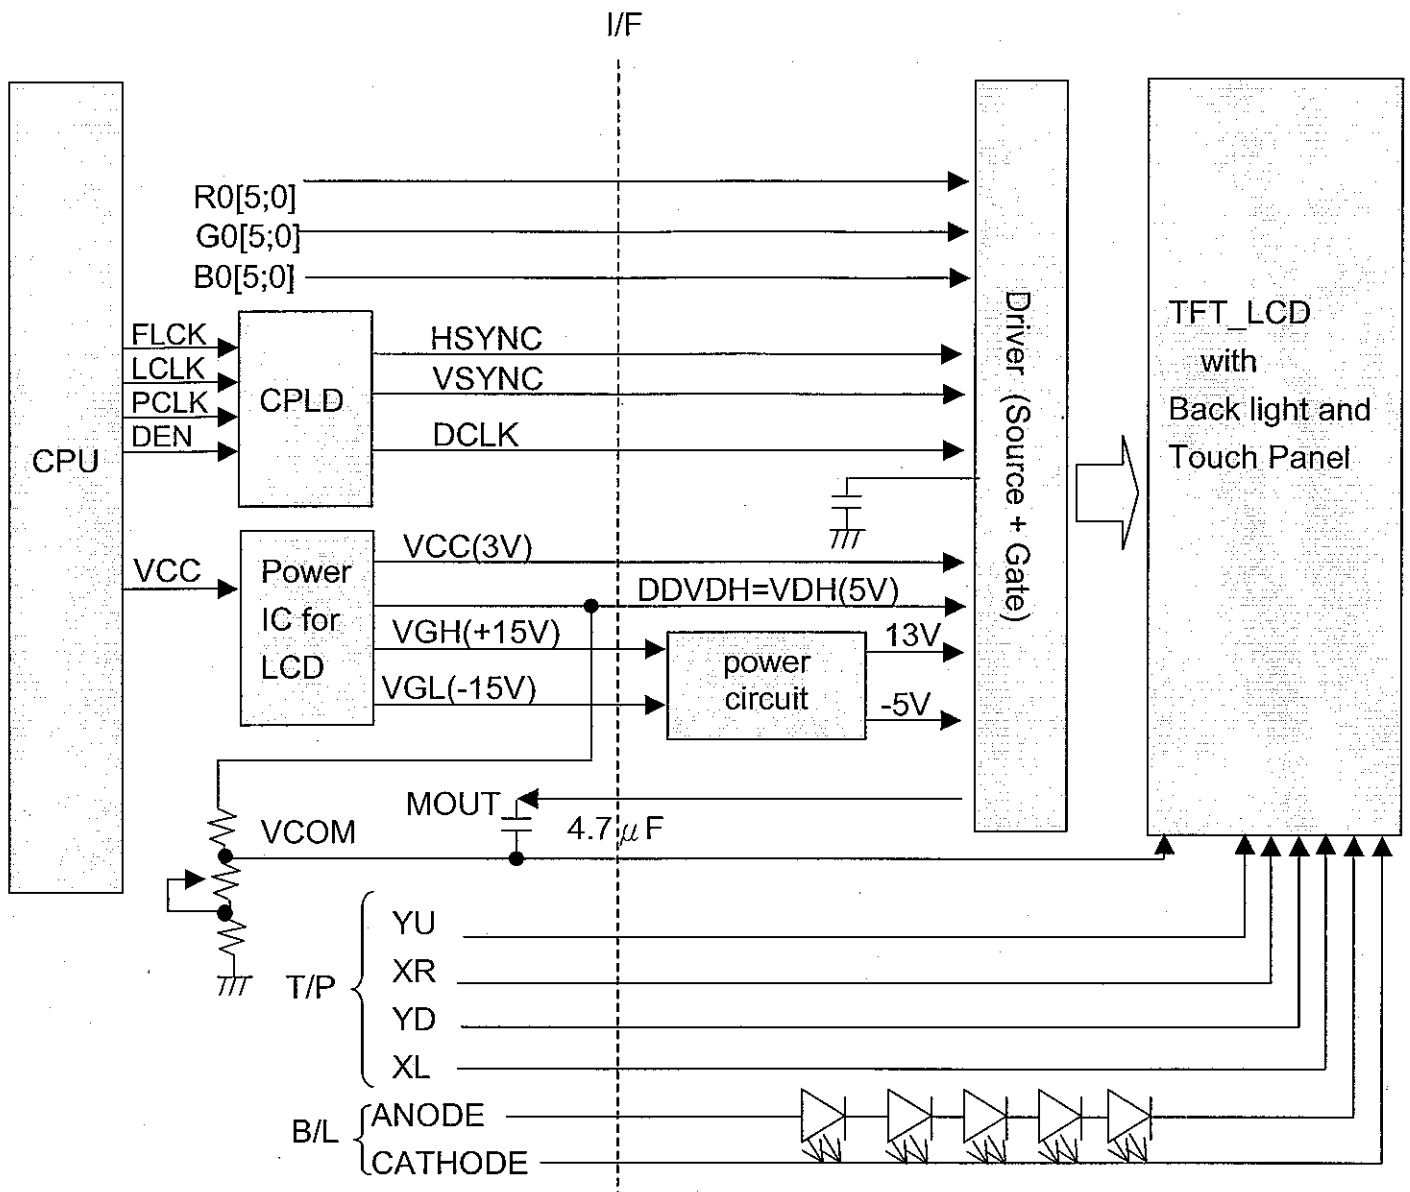 I/F
R0[5;0]
G0[5;0]
B0[5;0]
FLCK
LCLK
PCLK
DEN
CPLD
HSYNC
VSYNC
DCLK
CPU
VCC
Power
IC for
LCD
VCC(3V)
DDVDH=VDH(5V)
VGH(+15V)
VGL(-15V)
power
circuit
13V
-5V
Driver (Source + Gate)
TFT_LCD
with
Back light and
Touch Panel
MOUT
4.7μF
VCOM
T/P
YU
XR
YD
XL
B/L
ANODE
CATHODE